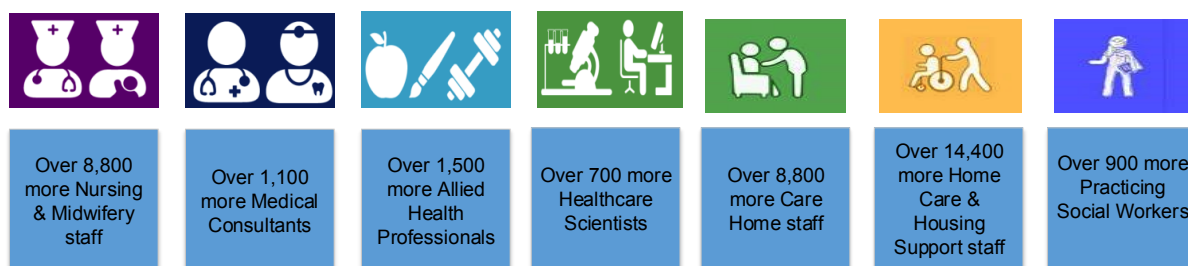 Over 8,800
more Nursing
& Midwifery
staff
Over 1,100
more Medical
Consultants
Over 1,500
more Allied
Health
Professionals
Over 700 more
Healthcare
Scientists
Over 8,800
more Care
Home staff
Over 14,400
more Home
Care &
Housing
Support staff
Over 900 more
Practicing
Social Workers